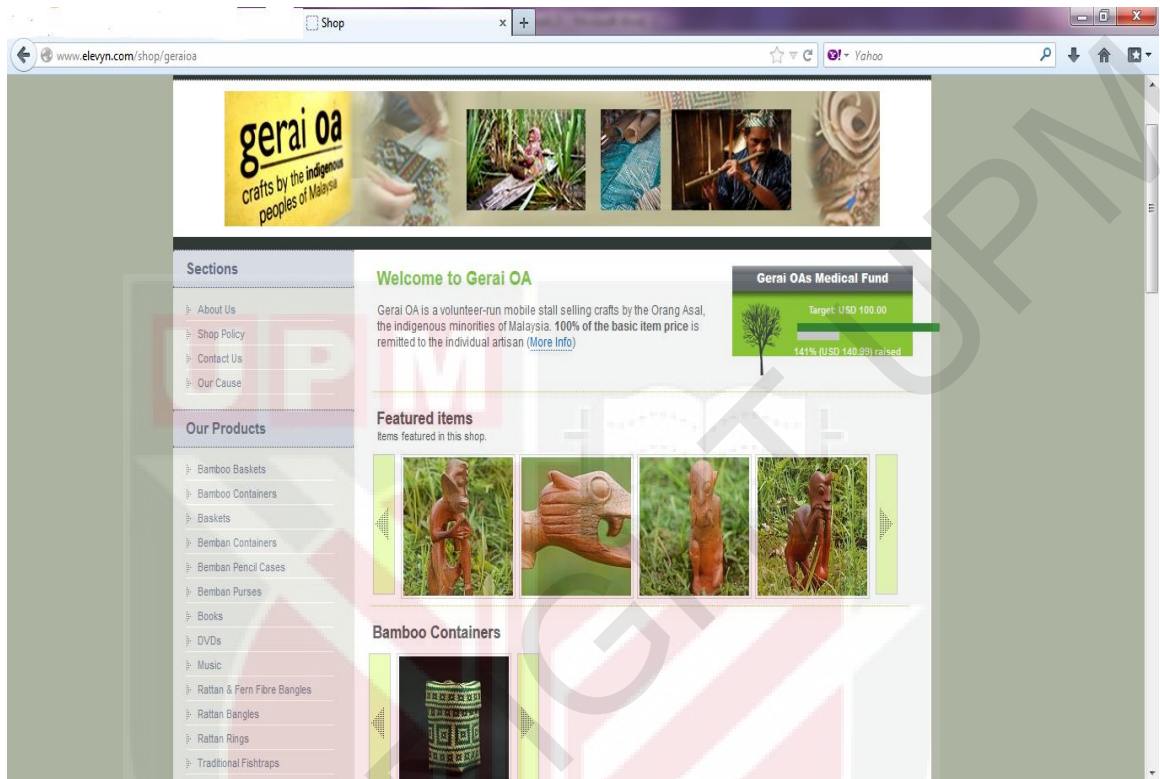 Shop
x
+
www.elevyn.com/shop/geraioa
Yahoo
gerai oa
crafts by the indigenous
peoples of Malaysia
Sections
About Us
Shop Policy
Contact Us
Our Cause
Our Products
Bamboo Baskets
Bamboo Containers
Baskets
Bemban Containers
Bemban Pencil Cases
Bemban Purses
Books
DVDs
Music
Rattan & Fern Fibre Bangles
Rattan Bangles
Rattan Rings
Traditional Fishtraps
Welcome to Gerai OA
Gerai OA is a volunteer-run mobile stall selling crafts by the Orang Asal,
the indigenous minorities of Malaysia. 100% of the basic item price is
remitted to the individual artisan (More Info)
Gerai OAs Medical Fund
Target: USD 100.00
141% (USD 140.99) raised
Featured items
Items featured in this shop.
Bamboo Containers
UPM
RIGHT UPM